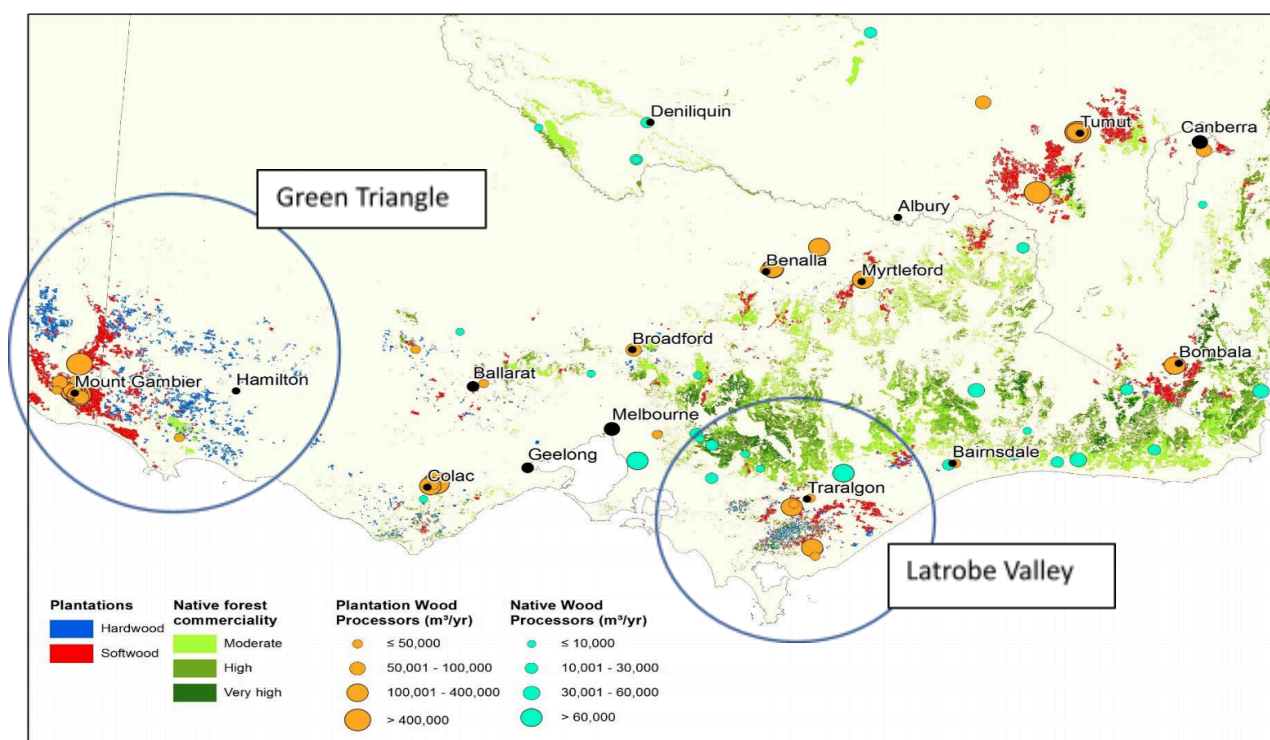 Deniliquin
Tumut
Canberra
Green Triangle
Albury
Benalla
Myrtleford
Broadford
Bombala
Mount Gambier
Hamilton
Ballarat
Melbourne
Geelong
Bairnsdale
Colac
Traralgon
Latrobe Valley
Plantations
Hardwood
Softwood
Native forest
commerciality
Moderate
High
Very high
Plantation Wood
Processors (m³/yr)
≤ 50,000
50,001 - 100,000
100,001 - 400,000
> 400,000
Native Wood
Processors (m³/yr)
≤ 10,000
10,001 - 30,000
30,001 - 60,000
> 60,000